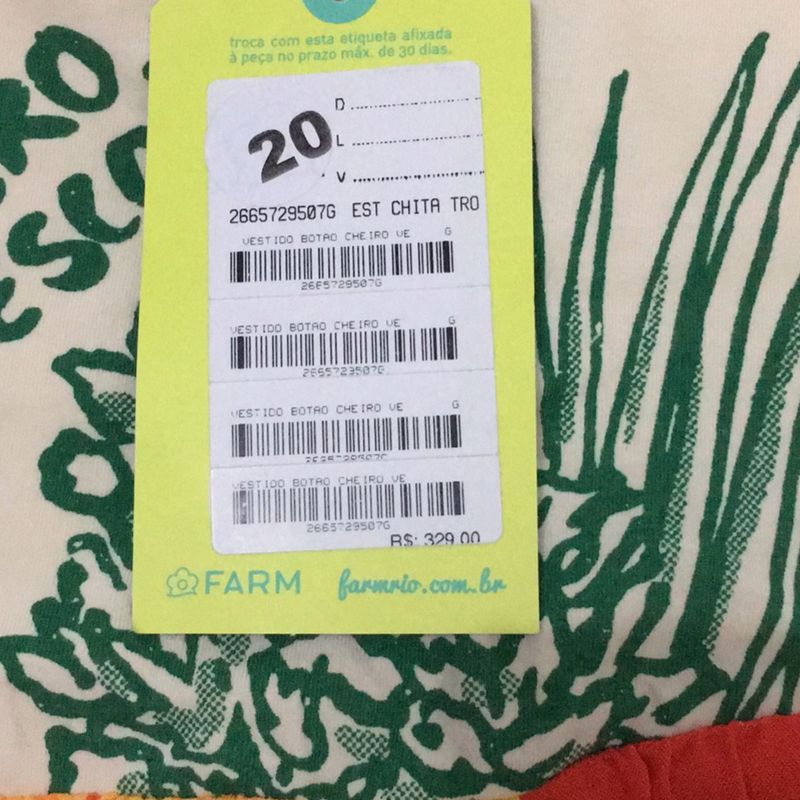 troca com esta etiqueta afixada
à peça no prazo máx. de 30 dias.
20
D
L
V
2665729507G EST CHITA TRO
VESTIDO BOTAO CHEIRO VE G
2665729507G
VESTIDO BOTAO CHEIRO VE G
2665729507G
VESTIDO BOTAO CHEIRO VE G
2665729507G
VESTIDO BOTAO CHEIRO VE
2665729507G
R$: 329.00
FARM farmrio.com.br